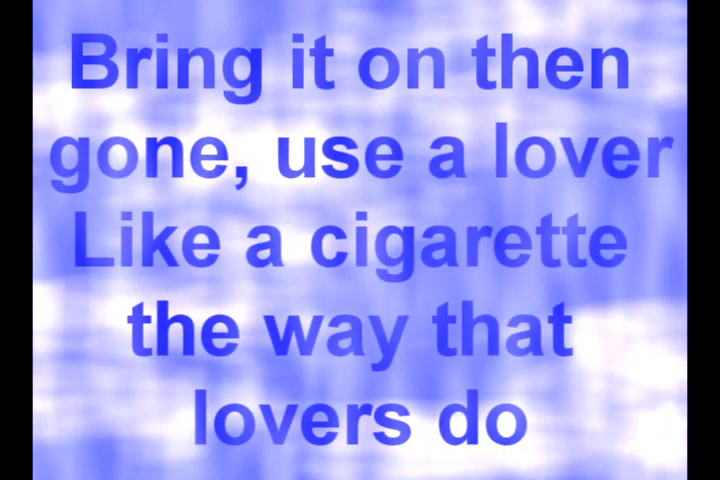 Bring it on then
gone, use a lover
Like a cigarette
the way that
lovers do